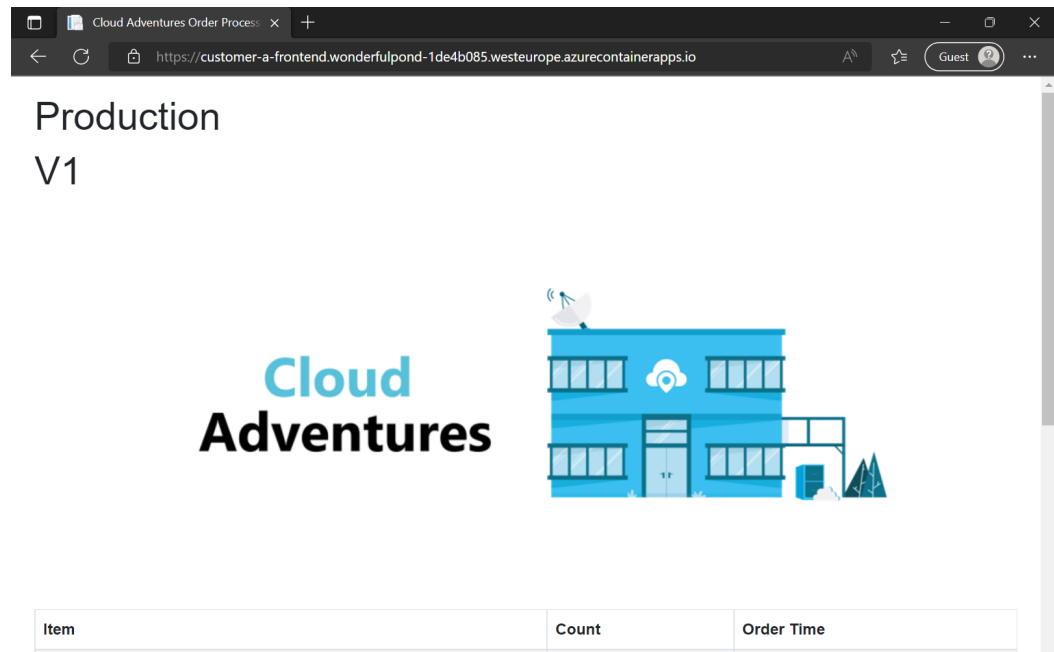 Cloud Adventures Order Process
https://customer-a-frontend.wonderfulpond-1de4b085.westeurope.azurecontainerapps.io
Guest
Production
V1
Cloud
Adventures
Item Count Order Time